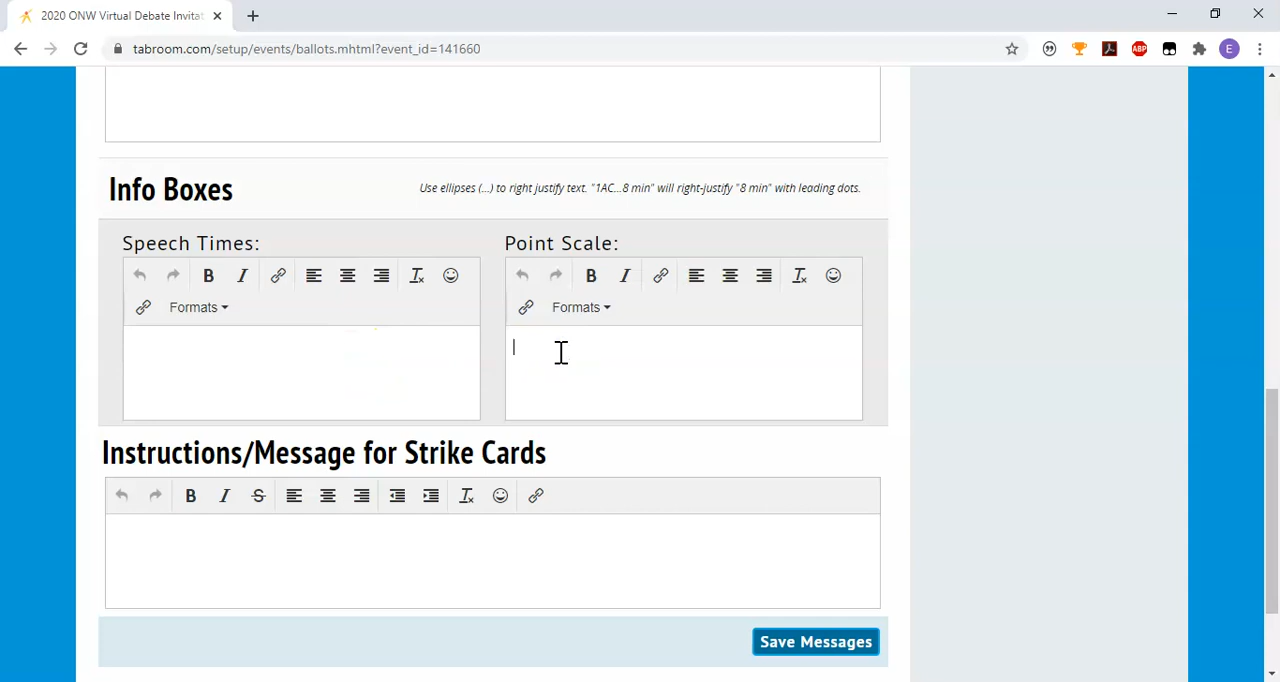 2020 ONW Virtual Debate Invitat
tabroom.com/setup/events/ballots.mhtml?event_id=141660
ABP
E
Info Boxes
Use ellipses (...) to right justify text. "1AC...8 min" will right-justify "8 min" with leading dots.
Speech Times:
Point Scale:
B I
B I
Formats
Formats
Instructions/Message for Strike Cards
B I S
Save Messages